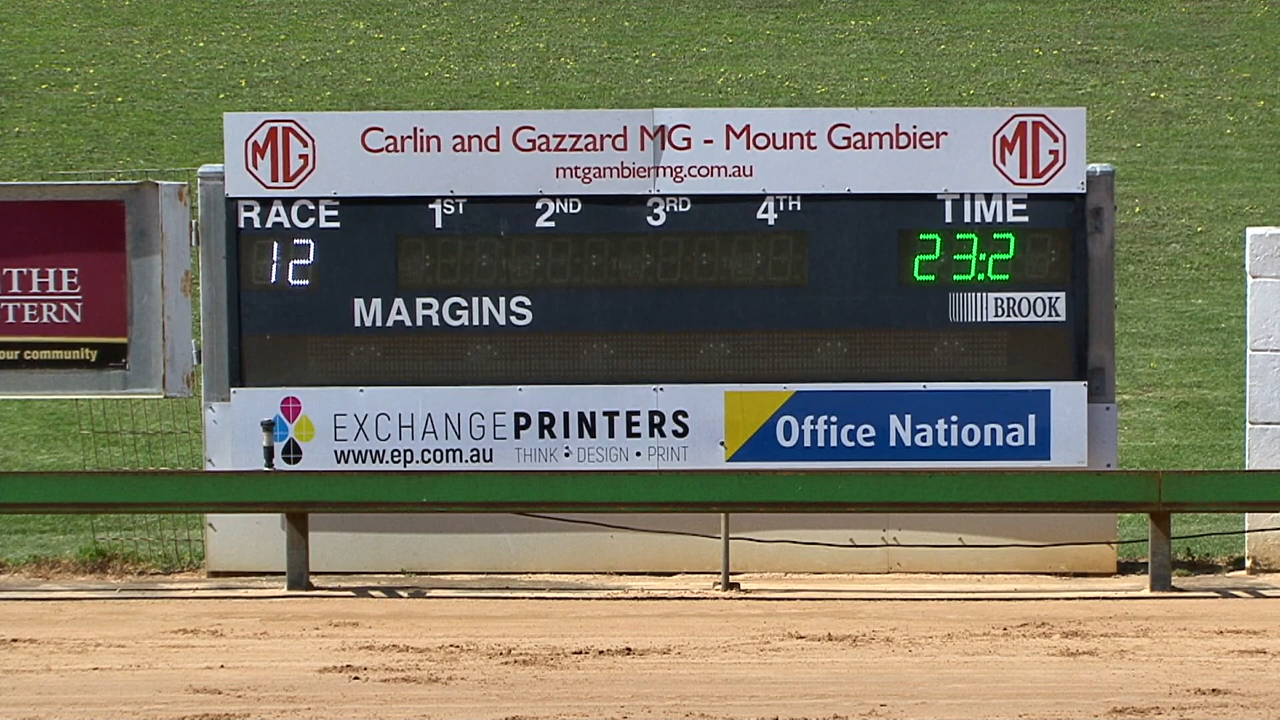 MG
Carlin and Gazzard MG - Mount Gambier
mtgambiermg.com.au
MG
RACE 1ST 2ND 3RD 4TH TIME
12 23:2
MARGINS
BROOK
THE
TERN
our community
EXCHANGEPRINTERS
www.ep.com.au THINK • DESIGN • PRINT
Office National